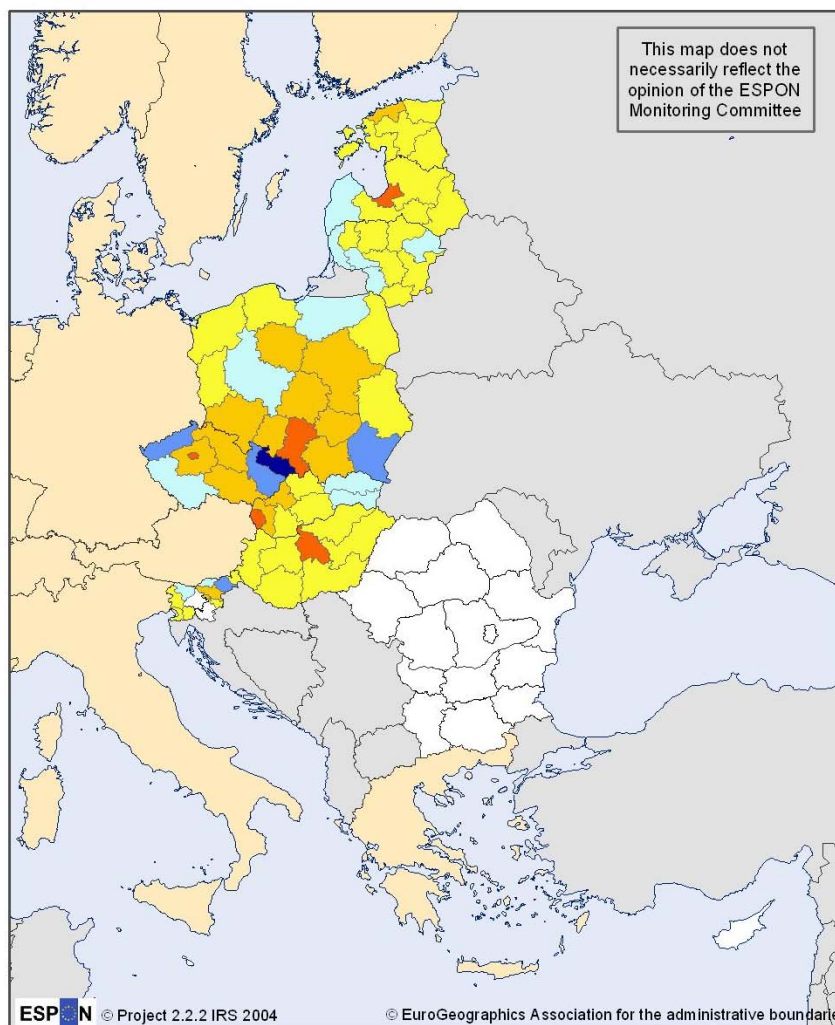 This map does not
necessarily reflect the
opinion of the ESPON
Monitoring Committee
ESPON © Project 2.2.2 IRS 2004
© EuroGeographics Association for the administrative boundarie